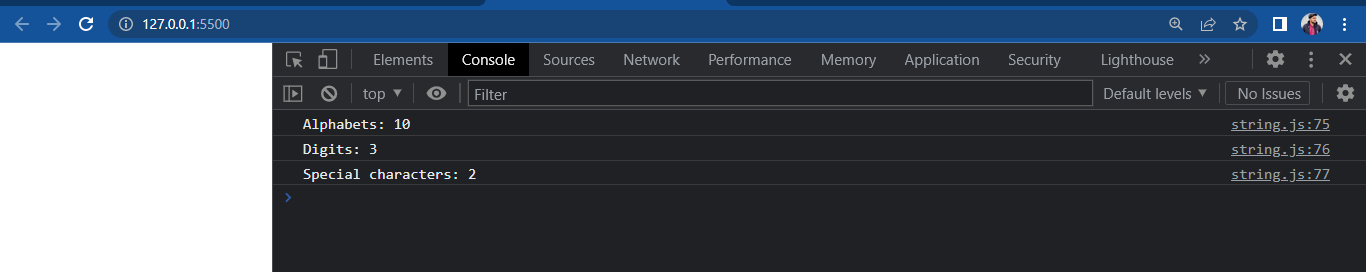 127.0.0.1:5500
Elements Console Sources Network Performance Memory Application Security Lighthouse »
top Filter Default levels No Issues
Alphabets: 10 string.js:75
Digits: 3 string.js:76
Special characters: 2 string.js:77